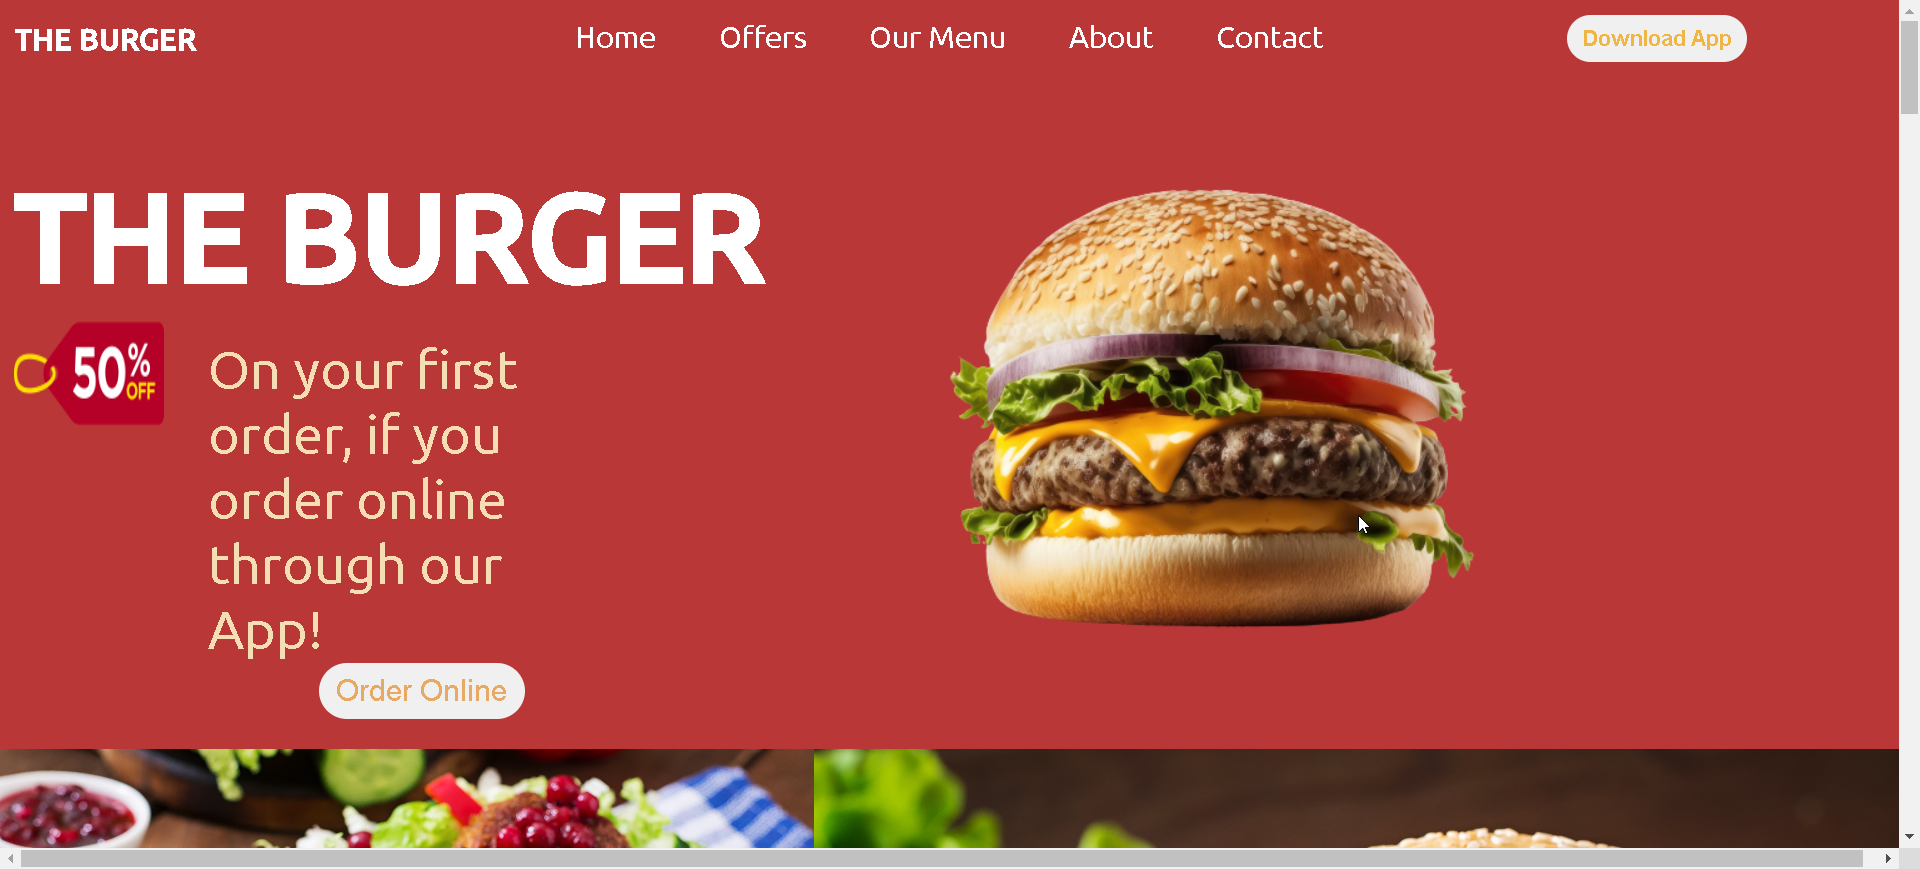 THE BURGER
Home
Offers
Our Menu
About
Contact
Download App
THE BURGER
50% OFF
On your first
order, if you
order online
through our
App!
Order Online